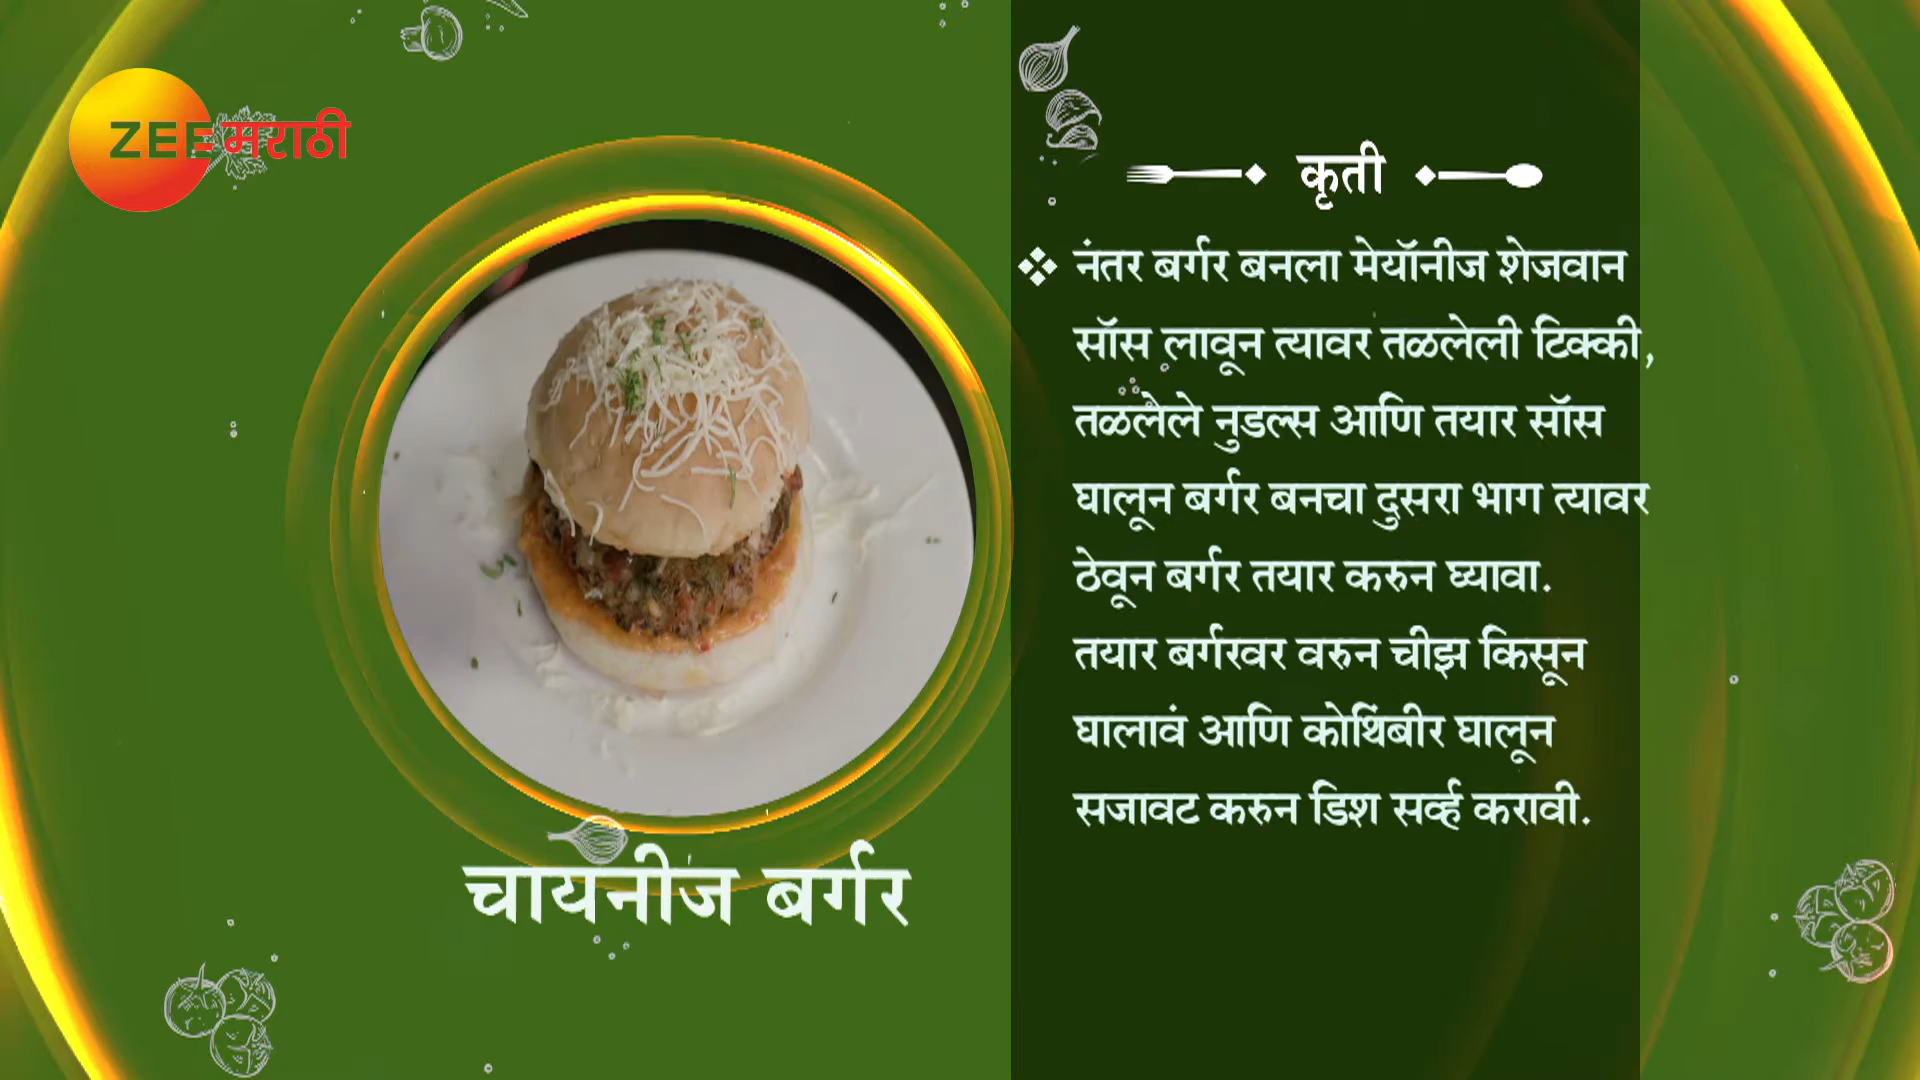 ZEE मराठी
चायनीज बर्गर
कृती
❖ नंतर बर्गर बनला मेयॉनीज शेजवान
सॉस लावून त्यावर तळलेली टिक्की,
तळलेले नुडल्स आणि तयार सॉस
घालून बर्गर बनचा दुसरा भाग त्यावर
ठेवून बर्गर तयार करुन घ्यावा.
तयार बर्गरवर वरुन चीझ किसून
घालावं आणि कोथिंबीर घालून
सजावट करुन डिश सर्व्ह करावी.